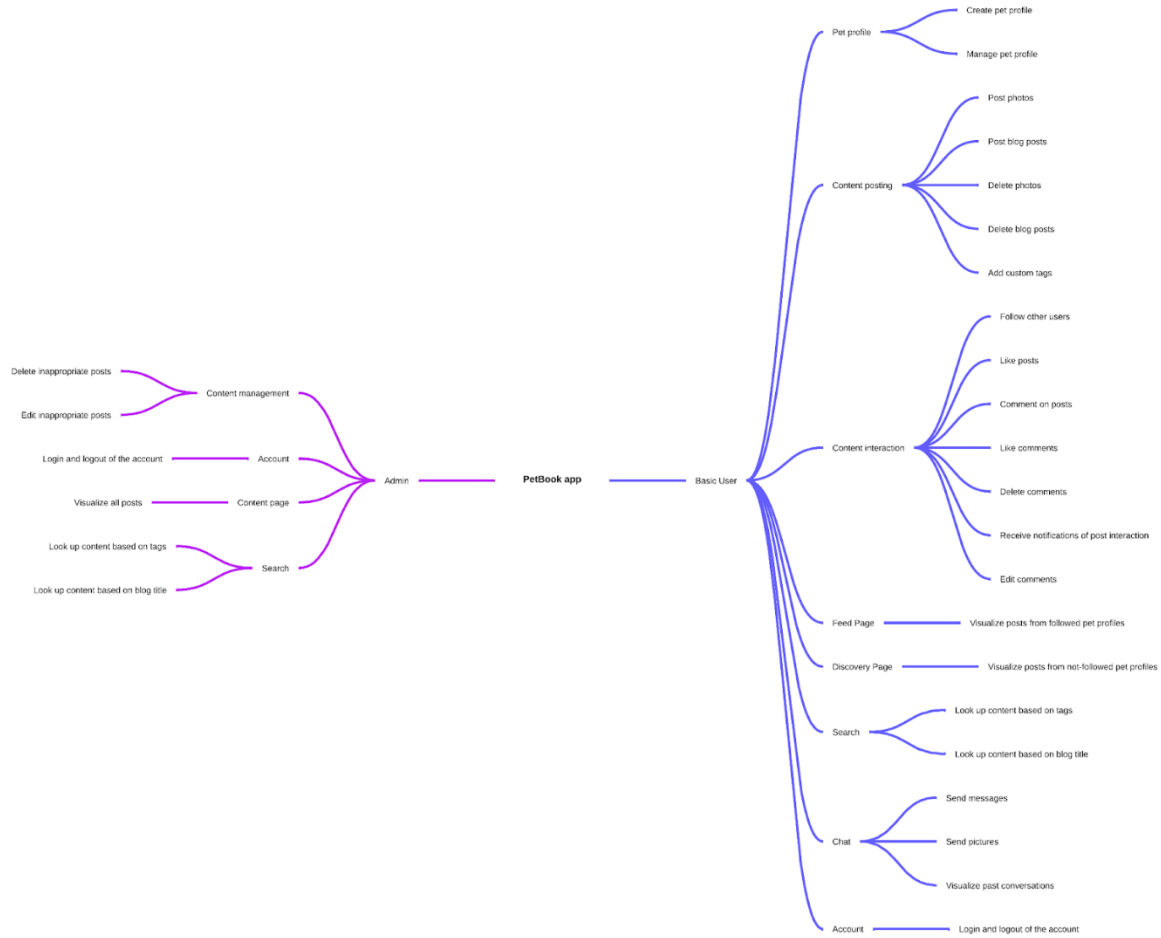 Create pet profile
Pet profile
Manage pet profile
Post photos
Post blog posts
Content posting
Delete photos
Delete blog posts
Add custom tags
Follow other users
Like posts
Comment on posts
Content interaction
Like comments
Delete comments
Receive notifications of post interaction
Edit comments
Feed Page
Visualize posts from followed pet profiles
Discovery Page
Visualize posts from not-followed pet profiles
Look up content based on tags
Search
Look up content based on blog title
Send messages
Chat
Send pictures
Visualize past conversations
Account
Login and logout of the account
Basic User
PetBook app
Admin
Delete inappropriate posts
Content management
Edit inappropriate posts
Login and logout of the account
Account
Visualize all posts
Content page
Look up content based on tags
Search
Look up content based on blog title